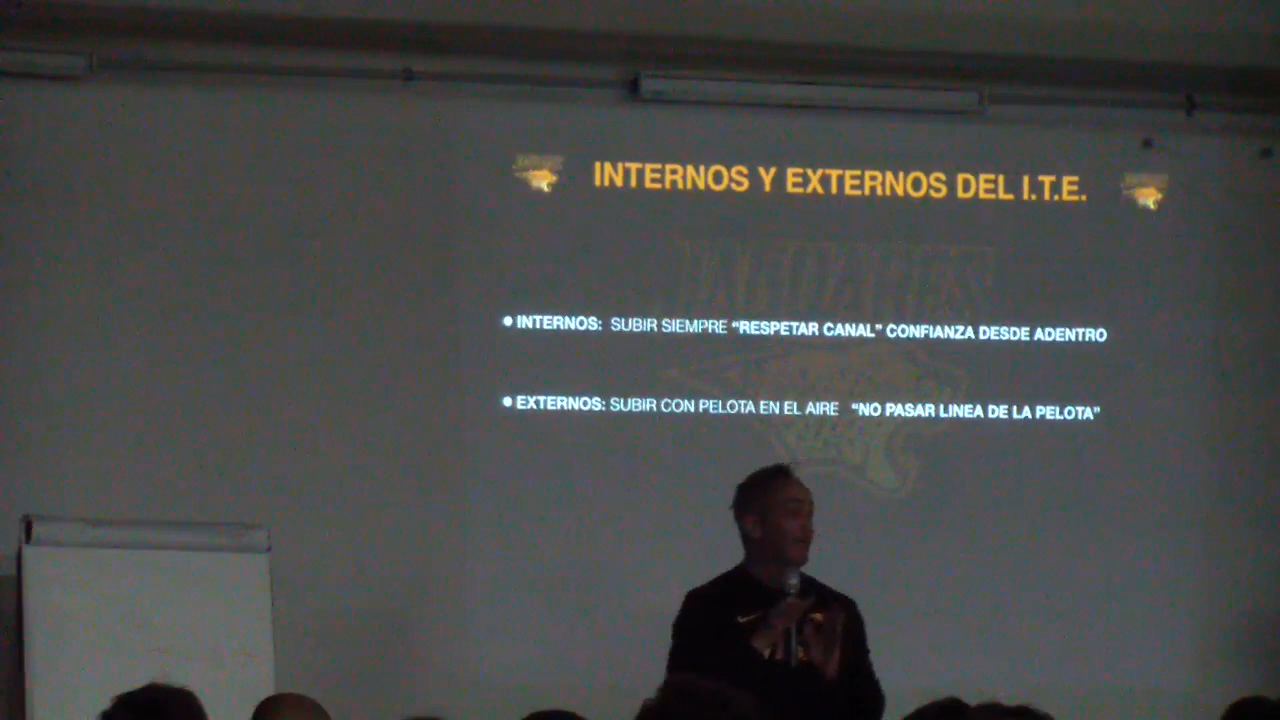 INTERNOS Y EXTERNOS DEL I.T.E.
JAGUARES
● INTERNOS: SUBIR SIEMPRE “RESPETAR CANAL” CONFIANZA DESDE ADENTRO
● EXTERNOS: SUBIR CON PELOTA EN EL AIRE “NO PASAR LINEA DE LA PELOTA”